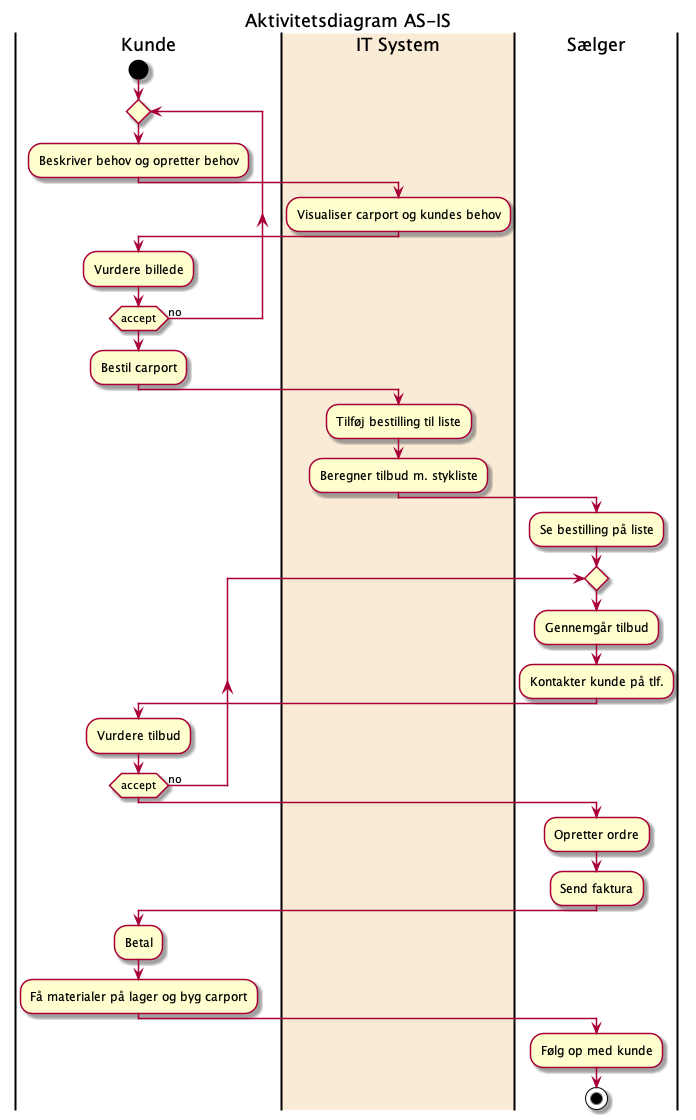 Aktivitetsdiagram AS-IS
Kunde
IT System
Sælger
Beskriver behov og opretter behov
Visualiser carport og kundes behov
Vurdere billede
accept
no
Bestil carport
Tilføj bestilling til liste
Beregner tilbud m. stykliste
Se bestilling på liste
Gennemgår tilbud
Kontakter kunde på tlf.
Vurdere tilbud
accept
no
Opretter ordre
Send faktura
Betal
Få materialer på lager og byg carport
Følg op med kunde